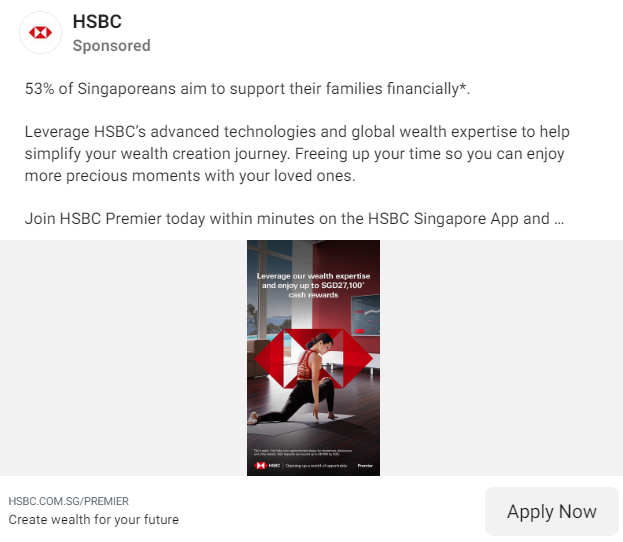 HSBC
Sponsored
53% of Singaporeans aim to support their families financially*.
Leverage HSBC’s advanced technologies and global wealth expertise to help
simplify your wealth creation journey. Freeing up your time so you can enjoy
more precious moments with your loved ones.
Join HSBC Premier today within minutes on the HSBC Singapore App and ...
Leverage our wealth expertise
and enjoy up to SGD27,100*
cash rewards
HSBC | Opening up a world of opportunity
Premier
HSBC.COM.SG/PREMIER
Create wealth for your future
Apply Now